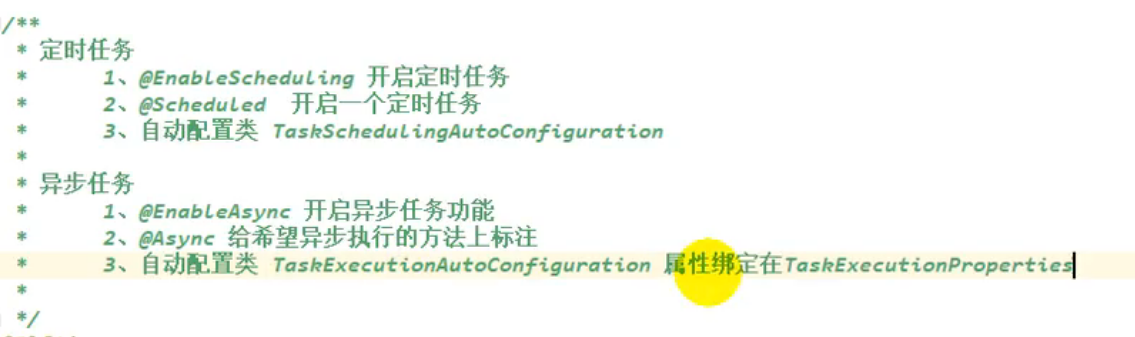 /**
* 定时任务
* 1、@EnableScheduling 开启定时任务
* 2、@Scheduled 开启一个定时任务
* 3、自动配置类 TaskSchedulingAutoConfiguration
*
* 异步任务
* 1、@EnableAsync 开启异步任务功能
* 2、@Async 给希望异步执行的方法上标注
* 3、自动配置类 TaskExecutionAutoConfiguration 属性绑定在TaskExecutionProperties
*
*/